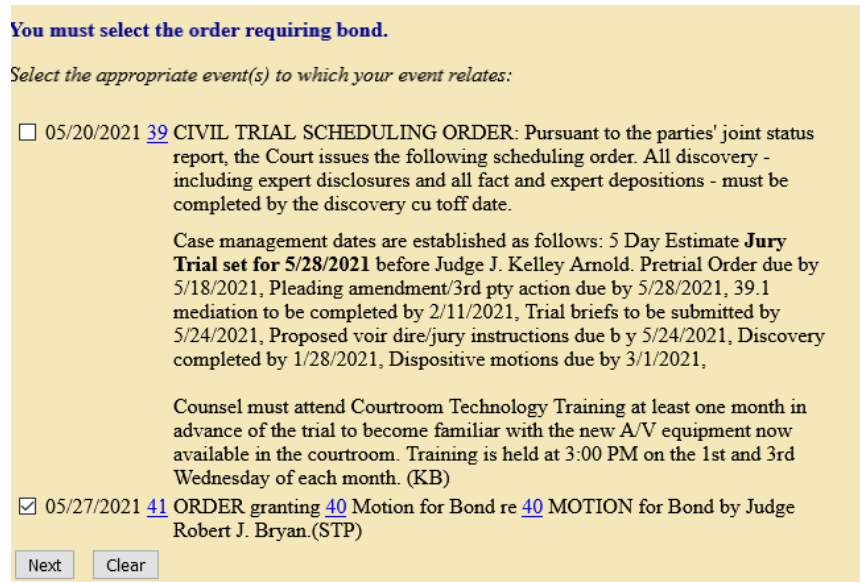 You must select the order requiring bond.
Select the appropriate event(s) to which your event relates:
05/20/2021 39 CIVIL TRIAL SCHEDULING ORDER: Pursuant to the parties' joint status
report, the Court issues the following scheduling order. All discovery -
including expert disclosures and all fact and expert depositions - must be
completed by the discovery cu toff date.
Case management dates are established as follows: 5 Day Estimate Jury
Trial set for 5/28/2021 before Judge J. Kelley Arnold. Pretrial Order due by
5/18/2021, Pleading amendment/3rd pty action due by 5/28/2021, 39.1
mediation to be completed by 2/11/2021, Trial briefs to be submitted by
5/24/2021, Proposed voir dire/jury instructions due b y 5/24/2021, Discovery
completed by 1/28/2021, Dispositive motions due by 3/1/2021,
Counsel must attend Courtroom Technology Training at least one month in
advance of the trial to become familiar with the new A/V equipment now
available in the courtroom. Training is held at 3:00 PM on the 1st and 3rd
Wednesday of each month. (KB)
05/27/2021 41 ORDER granting 40 Motion for Bond re 40 MOTION for Bond by Judge
Robert J. Bryan.(STP)
Next Clear